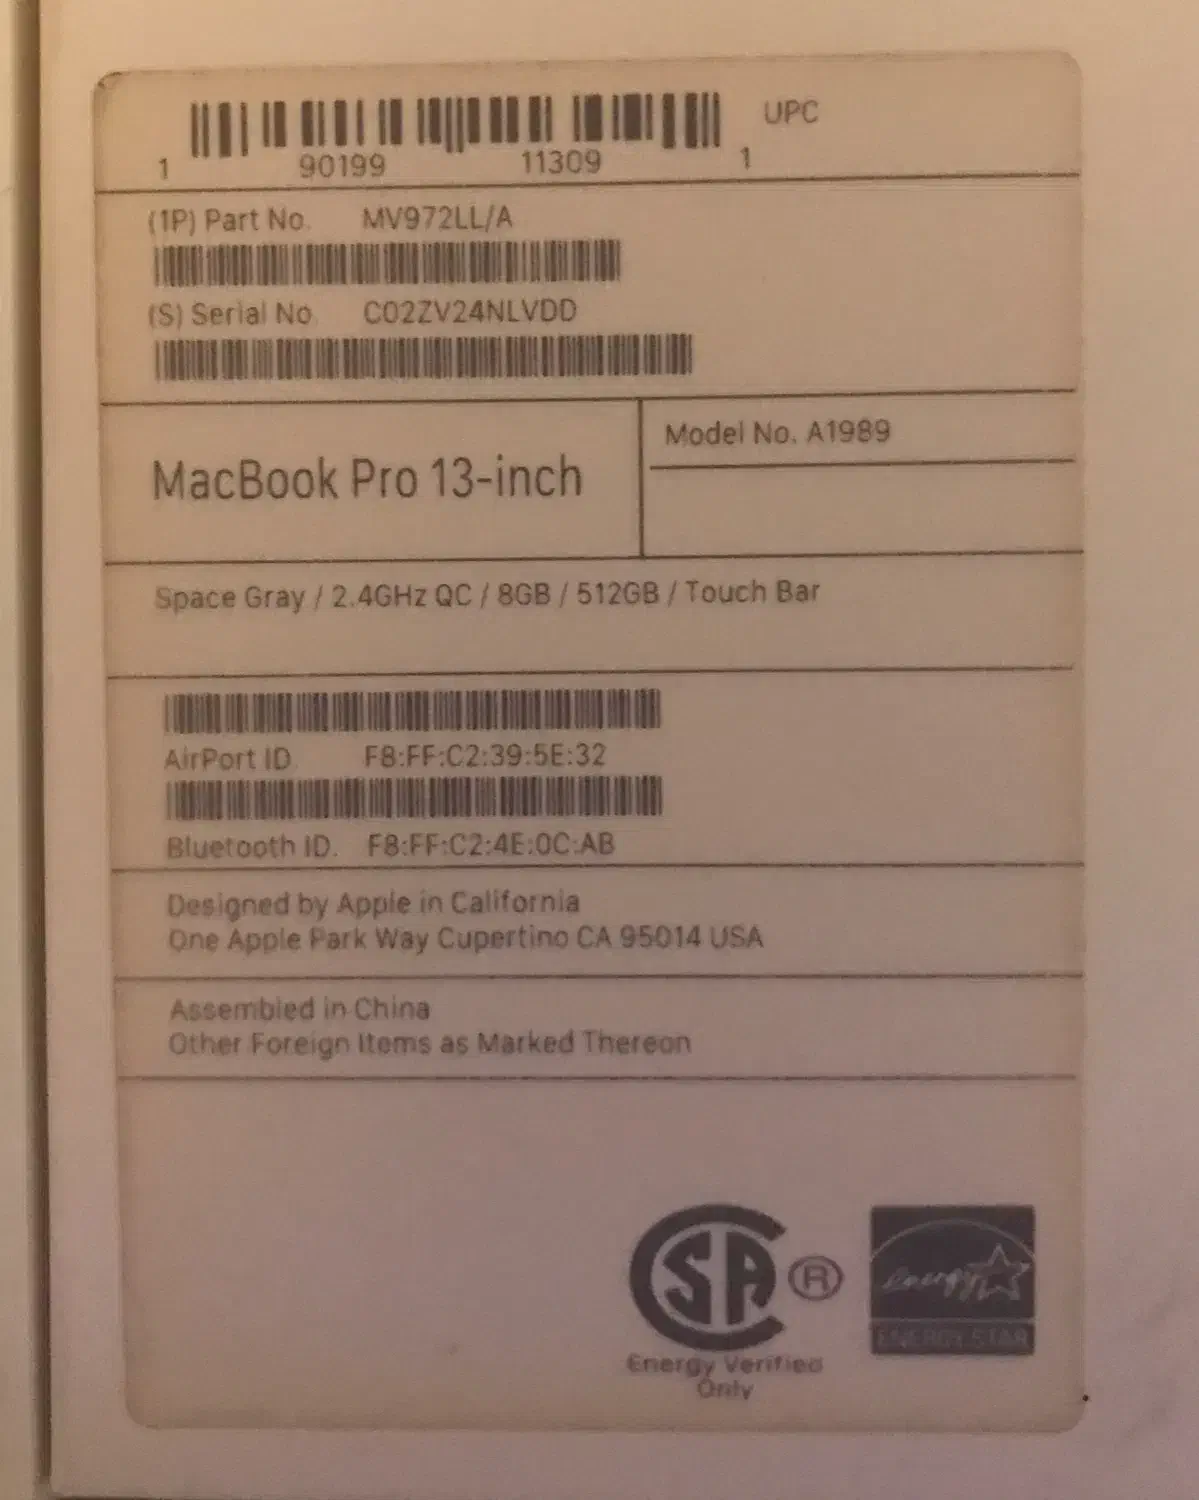 UPC
1 90199 11309 1
(1P) Part No. MV972LL/A
(S) Serial No. C02ZV24NLVDD
MacBook Pro 13-inch
Model No. A1989
Space Gray / 2.4GHz QC / 8GB / 512GB / Touch Bar
AirPort ID F8:FF:C2:39:5E:32
Bluetooth ID. F8:FF:C2:4E:0C:AB
Designed by Apple in California
One Apple Park Way Cupertino CA 95014 USA
Assembled in China
Other Foreign Items as Marked Thereon
SA ®
Energy Verified
Only
energy
ENERGY STAR